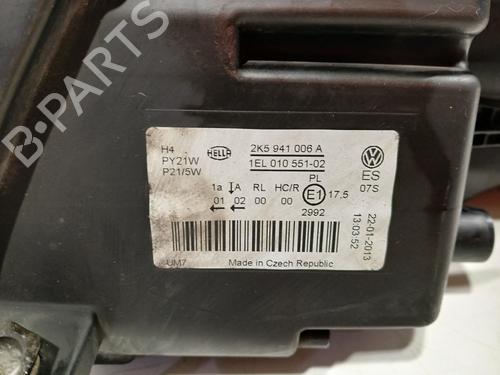 B-PARTS
H4
PY21W
P21/5W
HELLA
2K5 941 006 A
1EL 010 551-02
ES
07S
1a A RL HC/R PL
01 02 00 00 E1 17,5
2992
22-01-2013
13:03:52
UM7 Made in Czech Republic